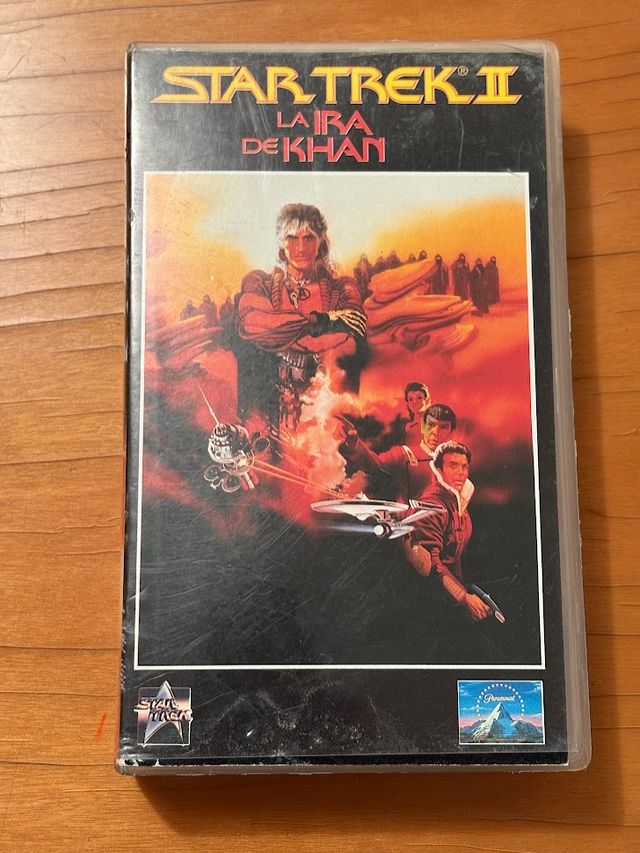 STAR TREK® II
LA IRA
DE KHAN
STAR
TREK
Paramount